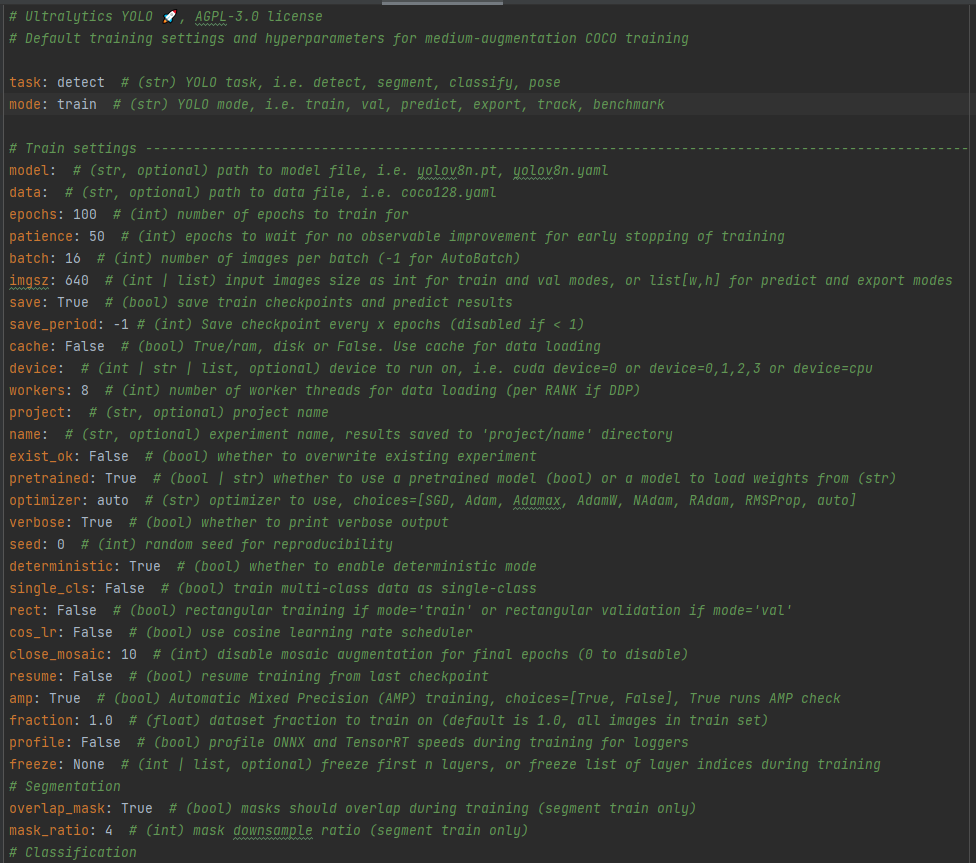 # Ultralytics YOLO 🚀, AGPL-3.0 license
# Default training settings and hyperparameters for medium-augmentation COCO training
task: detect  # (str) YOLO task, i.e. detect, segment, classify, pose
mode: train  # (str) YOLO mode, i.e. train, val, predict, export, track, benchmark
# Train settings -------------------------------------------------------------------------------------------------------
model:  # (str, optional) path to model file, i.e. yolov8n.pt, yolov8n.yaml
data:  # (str, optional) path to data file, i.e. coco128.yaml
epochs: 100  # (int) number of epochs to train for
patience: 50  # (int) epochs to wait for no observable improvement for early stopping of training
batch: 16  # (int) number of images per batch (-1 for AutoBatch)
imgsz: 640  # (int | list) input images size as int for train and val modes, or list[w,h] for predict and export modes
save: True  # (bool) save train checkpoints and predict results
save_period: -1 # (int) Save checkpoint every x epochs (disabled if < 1)
cache: False  # (bool) True/ram, disk or False. Use cache for data loading
device:  # (int | str | list, optional) device to run on, i.e. cuda device=0 or device=0,1,2,3 or device=cpu
workers: 8  # (int) number of worker threads for data loading (per RANK if DDP)
project:  # (str, optional) project name
name:  # (str, optional) experiment name, results saved to 'project/name' directory
exist_ok: False  # (bool) whether to overwrite existing experiment
pretrained: True  # (bool | str) whether to use a pretrained model (bool) or a model to load weights from (str)
optimizer: auto  # (str) optimizer to use, choices=[SGD, Adam, Adamax, AdamW, NAdam, RAdam, RMSProp, auto]
verbose: True  # (bool) whether to print verbose output
seed: 0  # (int) random seed for reproducibility
deterministic: True  # (bool) whether to enable deterministic mode
single_cls: False  # (bool) train multi-class data as single-class
rect: False  # (bool) rectangular training if mode='train' or rectangular validation if mode='val'
cos_lr: False  # (bool) use cosine learning rate scheduler
close_mosaic: 10  # (int) disable mosaic augmentation for final epochs (0 to disable)
resume: False  # (bool) resume training from last checkpoint
amp: True  # (bool) Automatic Mixed Precision (AMP) training, choices=[True, False], True runs AMP check
fraction: 1.0  # (float) dataset fraction to train on (default is 1.0, all images in train set)
profile: False  # (bool) profile ONNX and TensorRT speeds during training for loggers
freeze: None  # (int | list, optional) freeze first n layers, or freeze list of layer indices during training
# Segmentation
overlap_mask: True  # (bool) masks should overlap during training (segment train only)
mask_ratio: 4  # (int) mask downsample ratio (segment train only)
# Classification